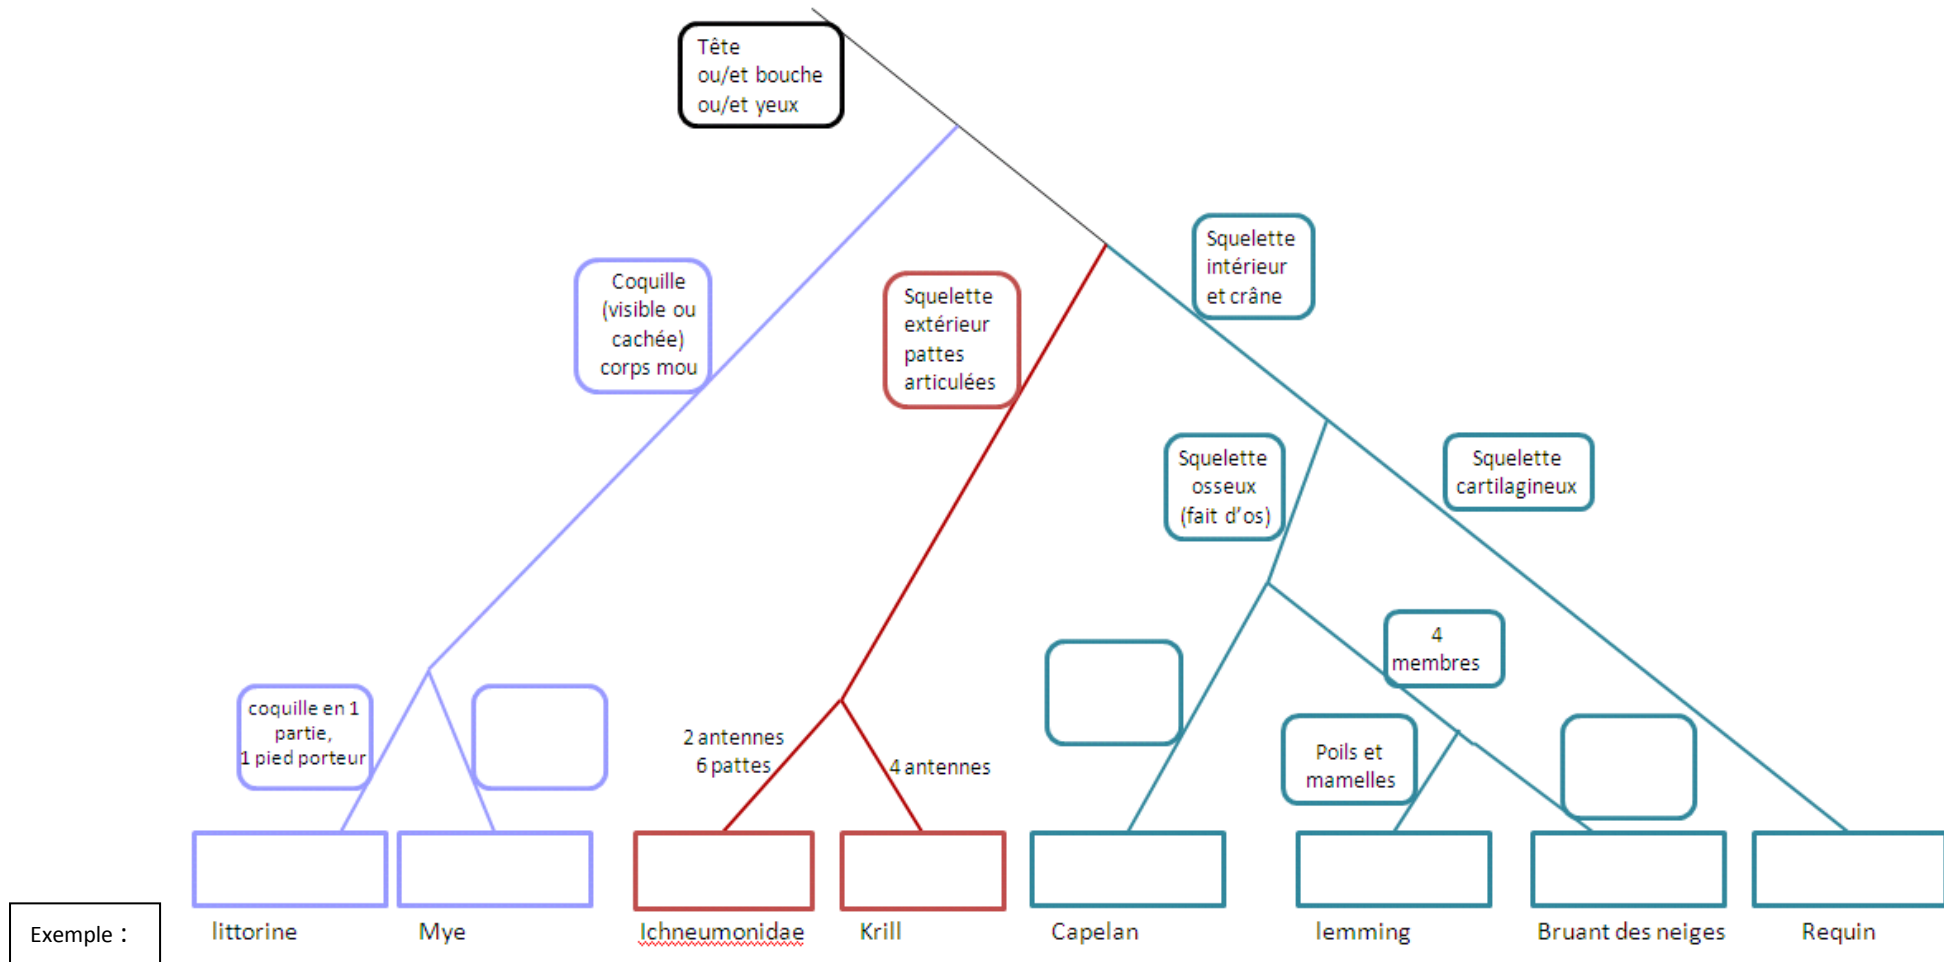 Tête
ou/et bouche
ou/et yeux
Squelette
intérieur
et crâne
Coquille
(visible ou
cachée)
corps mou
Squelette
extérieur
pattes
articulées
Squelette
osseux
(fait d’os)
Squelette
cartilagineux
4
membres
coquille en 1
partie,
1 pied porteur
2 antennes
6 pattes
4 antennes
Poils et
mamelles
Exemple :
littorine
Mye
Ichneumonidae
Krill
Capelan
lemming
Bruant des neiges
Requin